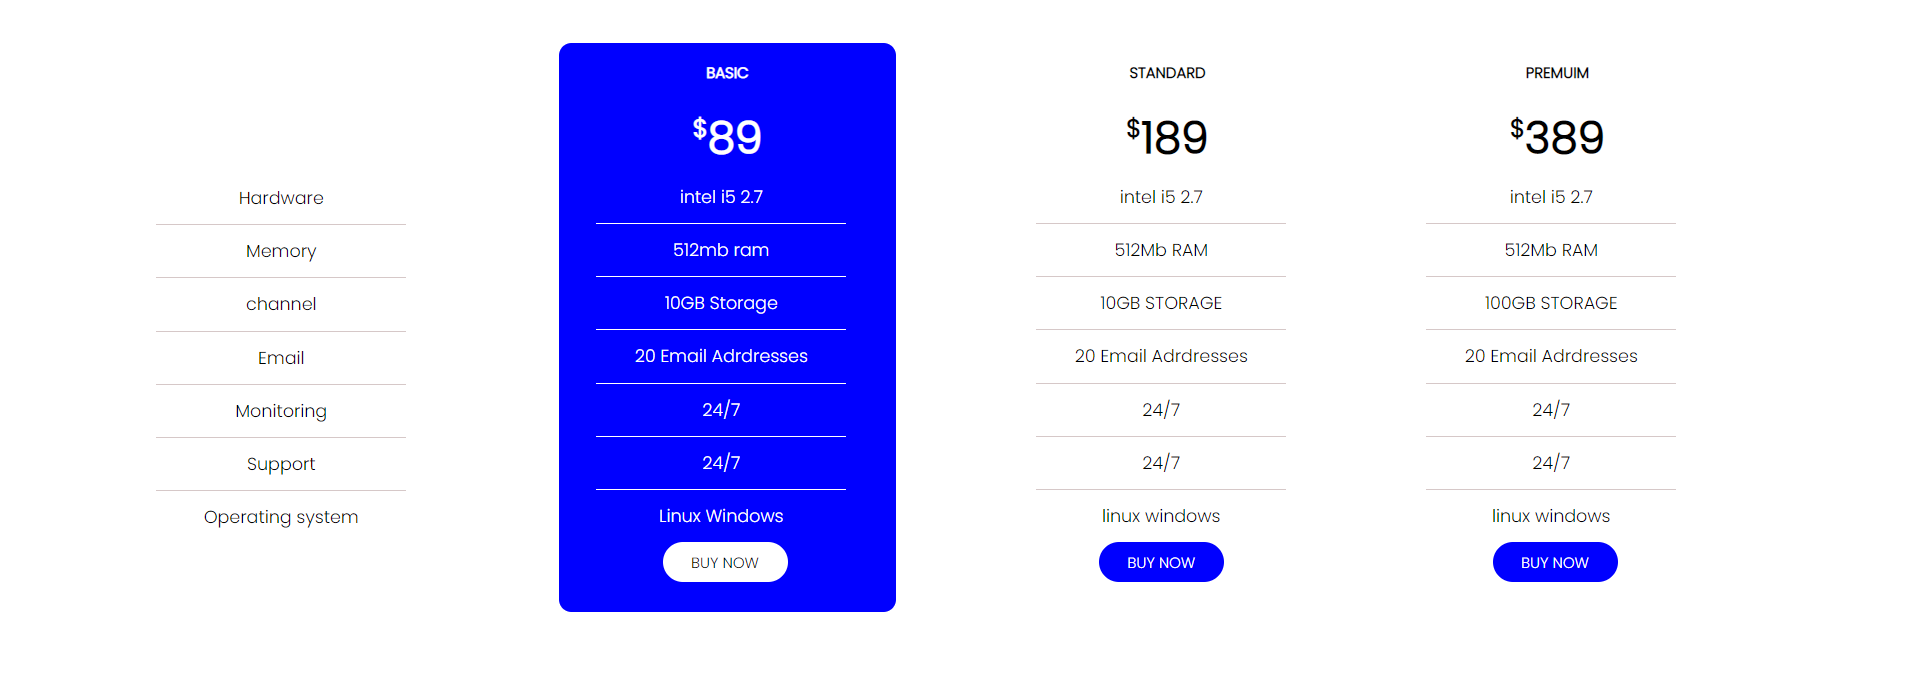 BASIC STANDARD PREMUIM
$89 $189 $389
Hardware intel i5 2.7 intel i5 2.7 intel i5 2.7
Memory 512mb ram 512Mb RAM 512Mb RAM
channel 10GB Storage 10GB STORAGE 100GB STORAGE
Email 20 Email Adrdresses 20 Email Adrdresses 20 Email Adrdresses
Monitoring 24/7 24/7 24/7
Support 24/7 24/7 24/7
Operating system Linux Windows linux windows linux windows
BUY NOW BUY NOW BUY NOW